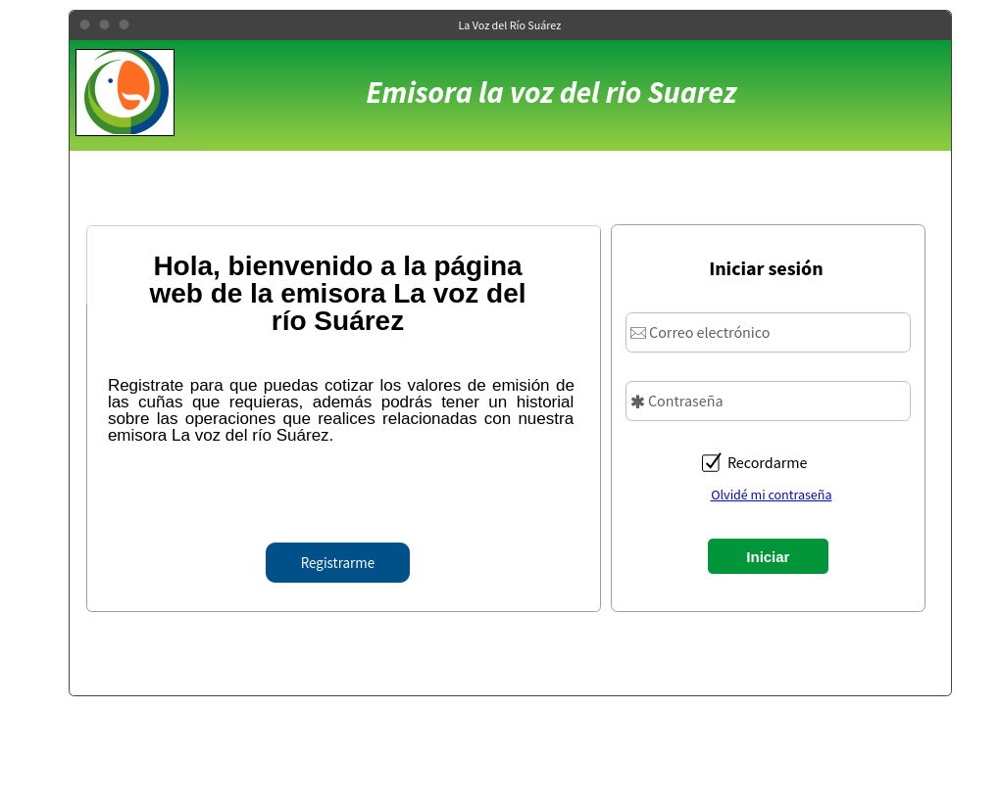 La Voz del Río Suárez
Emisora la voz del rio Suarez
Hola, bienvenido a la página
web de la emisora La voz del
río Suárez
Registrate para que puedas cotizar los valores de emisión de
las cuñas que requieras, además podrás tener un historial
sobre las operaciones que realices relacionadas con nuestra
emisora La voz del río Suárez.
Registrarme
Iniciar sesión
Correo electrónico
Contraseña
Recordarme
Olvidé mi contraseña
Iniciar